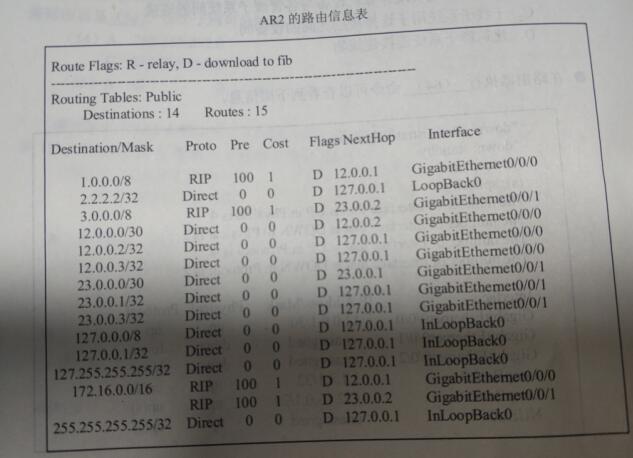 AR2 的路由信息表
Route Flags: R - relay, D - download to fib
Routing Tables: Public
Destinations : 14 Routes : 15
Destination/Mask Proto Pre Cost Flags NextHop Interface
1.0.0.0/8 RIP 100 1 D 12.0.0.1 GigabitEthernet0/0/0
2.2.2.2/32 Direct 0 0 D 127.0.0.1 LoopBack0
3.0.0.0/8 RIP 100 1 D 23.0.0.2 GigabitEthernet0/0/1
12.0.0.0/30 Direct 0 0 D 12.0.0.2 GigabitEthernet0/0/0
12.0.0.2/32 Direct 0 0 D 127.0.0.1 GigabitEthernet0/0/0
12.0.0.3/32 Direct 0 0 D 127.0.0.1 GigabitEthernet0/0/0
23.0.0.0/30 Direct 0 0 D 23.0.0.1 GigabitEthernet0/0/1
23.0.0.1/32 Direct 0 0 D 127.0.0.1 GigabitEthernet0/0/1
23.0.0.3/32 Direct 0 0 D 127.0.0.1 GigabitEthernet0/0/1
127.0.0.0/8 Direct 0 0 D 127.0.0.1 InLoopBack0
127.0.0.1/32 Direct 0 0 D 127.0.0.1 InLoopBack0
127.255.255.255/32 Direct 0 0 D 127.0.0.1 InLoopBack0
172.16.0.0/16 RIP 100 1 D 12.0.0.1 GigabitEthernet0/0/0
RIP 100 1 D 23.0.0.2 GigabitEthernet0/0/1
255.255.255.255/32 Direct 0 0 D 127.0.0.1 InLoopBack0